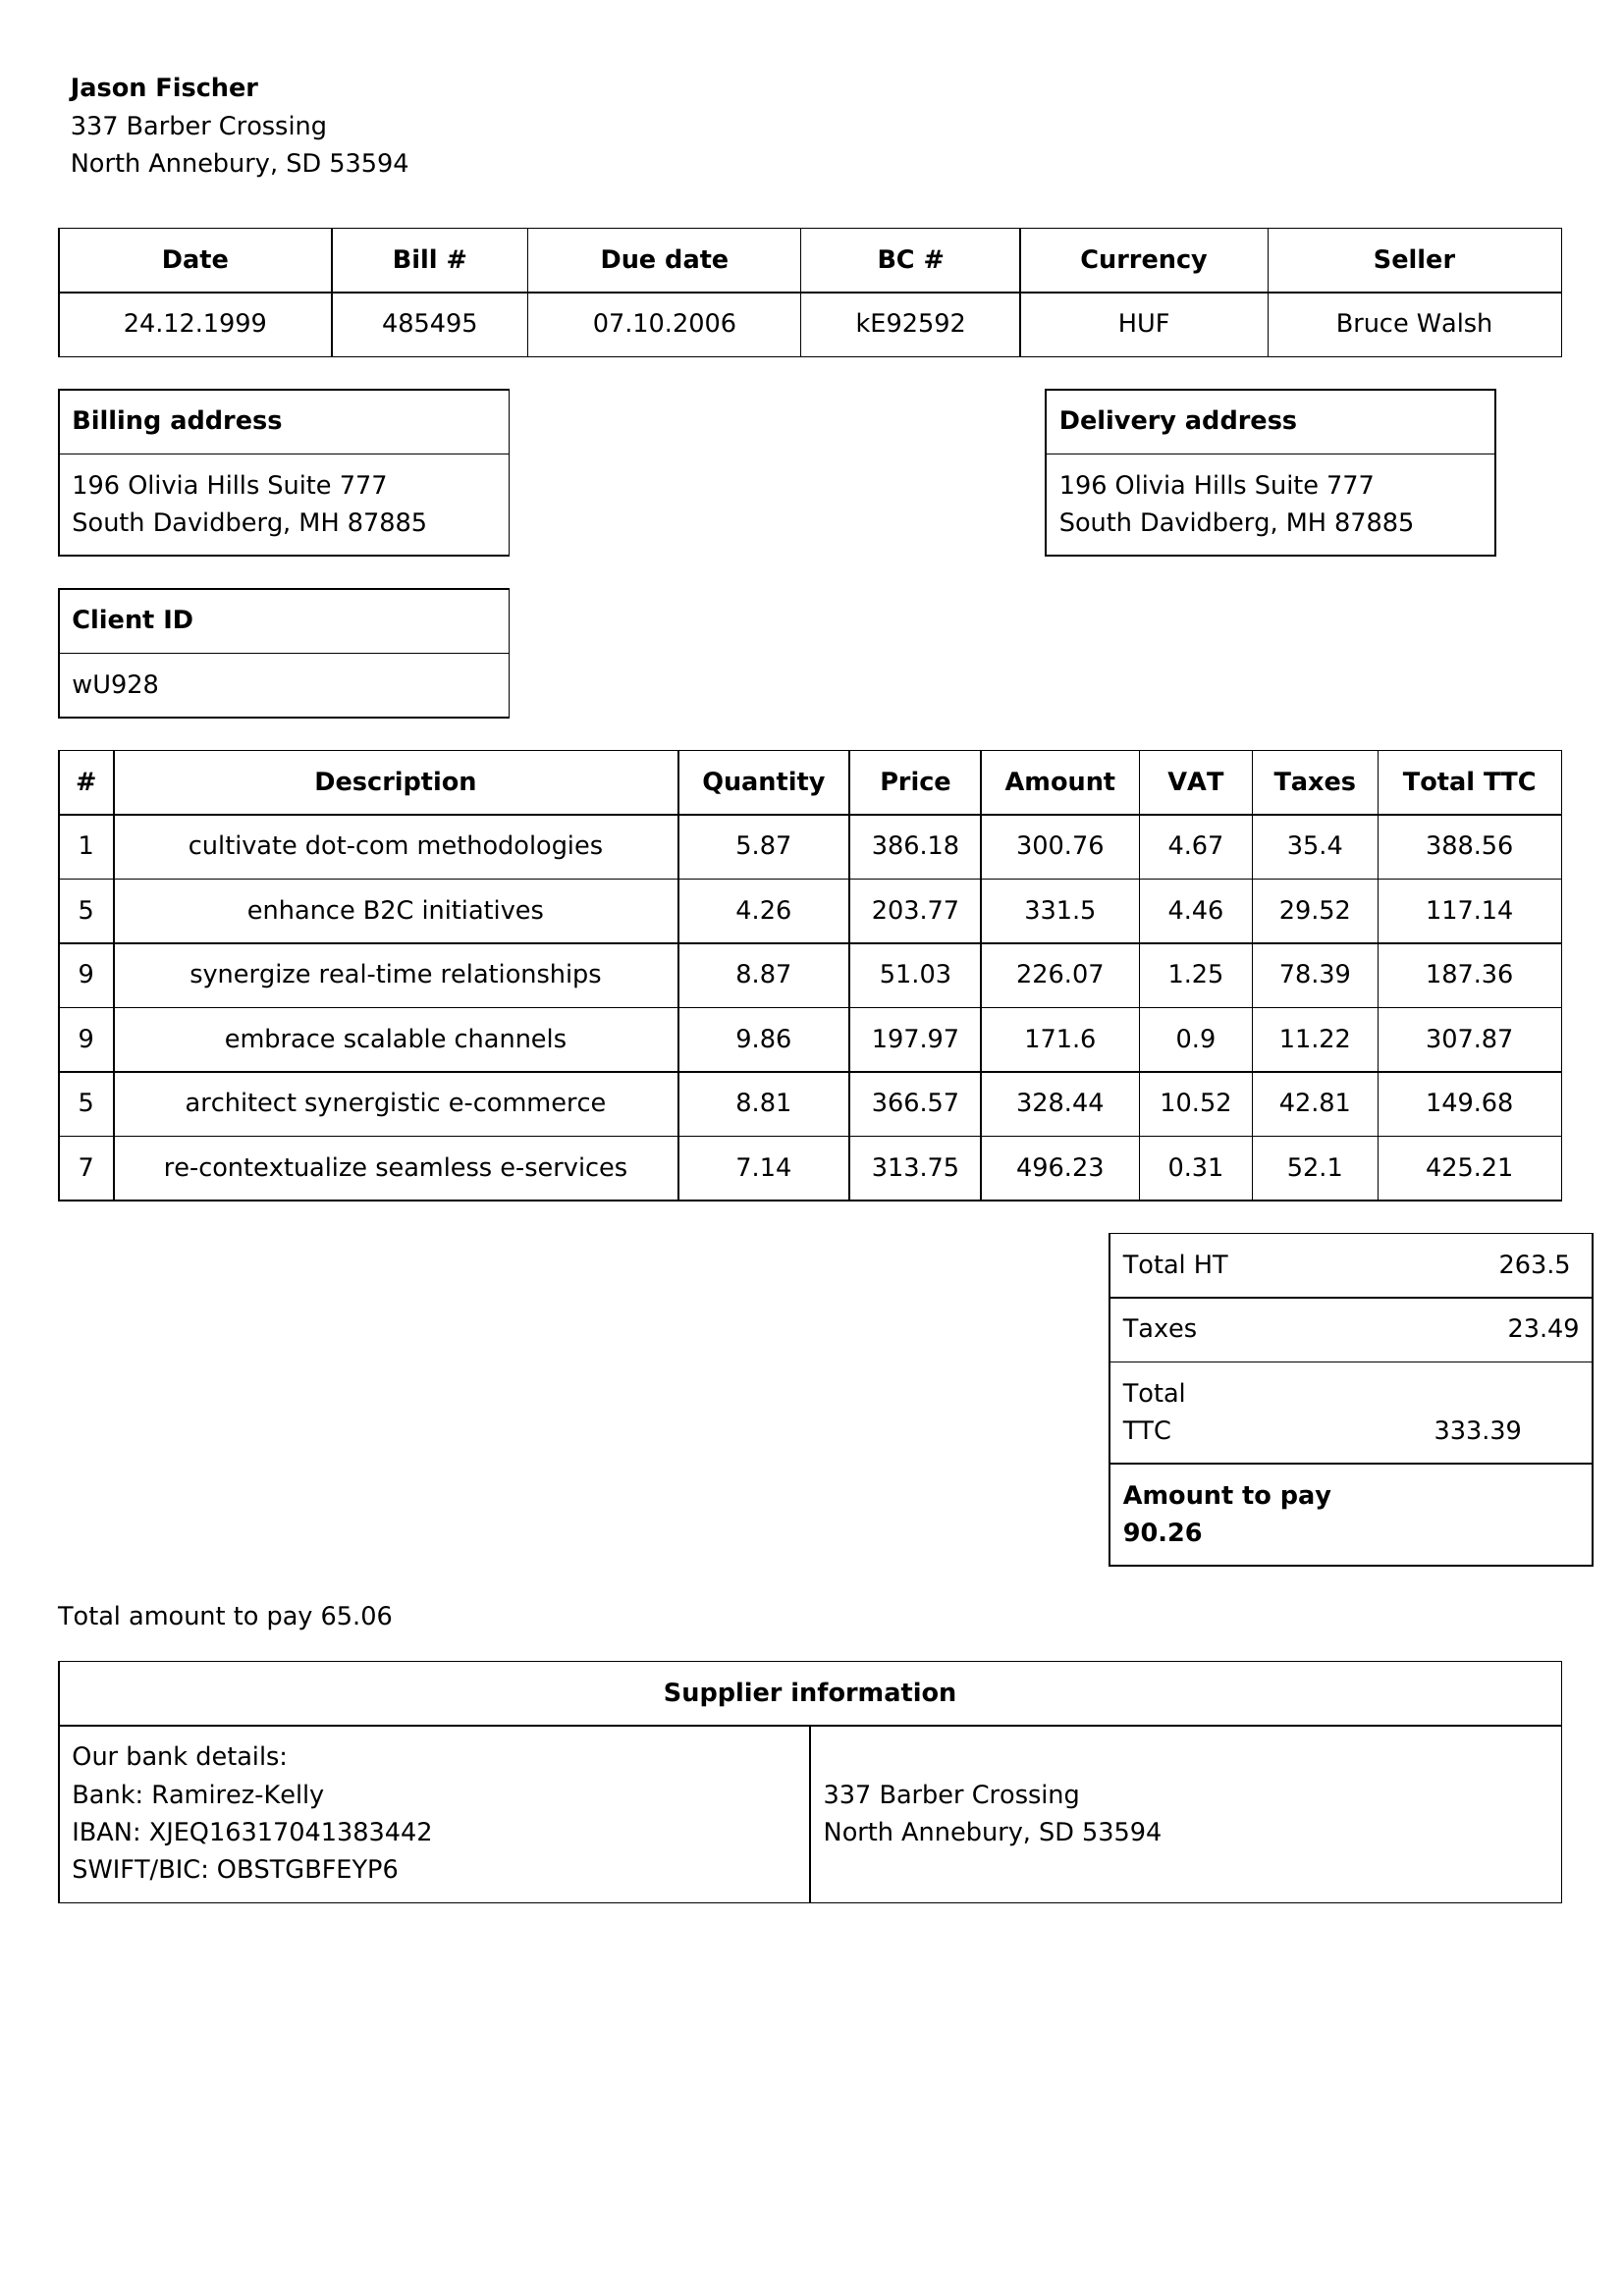 Jason Fischer
337 Barber Crossing
North Annebury, SD 53594
Date Bill # Due date BC # Currency Seller
24.12.1999 485495 07.10.2006 kE92592 HUF Bruce Walsh
Billing address
196 Olivia Hills Suite 777
South Davidberg, MH 87885
Delivery address
196 Olivia Hills Suite 777
South Davidberg, MH 87885
Client ID
wU928
# Description Quantity Price Amount VAT Taxes Total TTC
1 cultivate dot-com methodologies 5.87 386.18 300.76 4.67 35.4 388.56
5 enhance B2C initiatives 4.26 203.77 331.5 4.46 29.52 117.14
9 synergize real-time relationships 8.87 51.03 226.07 1.25 78.39 187.36
9 embrace scalable channels 9.86 197.97 171.6 0.9 11.22 307.87
5 architect synergistic e-commerce 8.81 366.57 328.44 10.52 42.81 149.68
7 re-contextualize seamless e-services 7.14 313.75 496.23 0.31 52.1 425.21
Total HT 263.5
Taxes 23.49
Total
TTC 333.39
Amount to pay
90.26
Total amount to pay 65.06
Supplier information
Our bank details:
Bank: Ramirez-Kelly
IBAN: XJEQ16317041383442
SWIFT/BIC: OBSTGBFEYP6
337 Barber Crossing
North Annebury, SD 53594